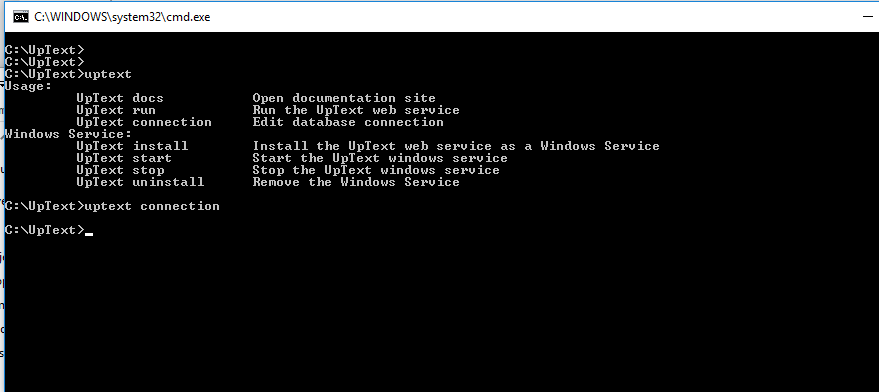 C:\WINDOWS\system32\cmd.exe
C:\UpText>
C:\UpText>
C:\UpText>uptext
Usage:
UpText docs Open documentation site
UpText run Run the UpText web service
UpText connection Edit database connection
Windows Service:
UpText install Install the UpText web service as a Windows Service
UpText start Start the UpText windows service
UpText stop Stop the UpText windows service
UpText uninstall Remove the Windows Service
C:\UpText>uptext connection
C:\UpText>